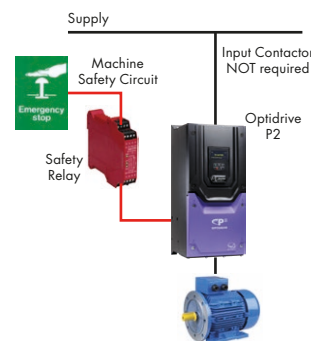 Supply
Machine
Safety Circuit
Input Contactor
NOT required
Emergency
stop
Optidrive
P2
Safety
Relay